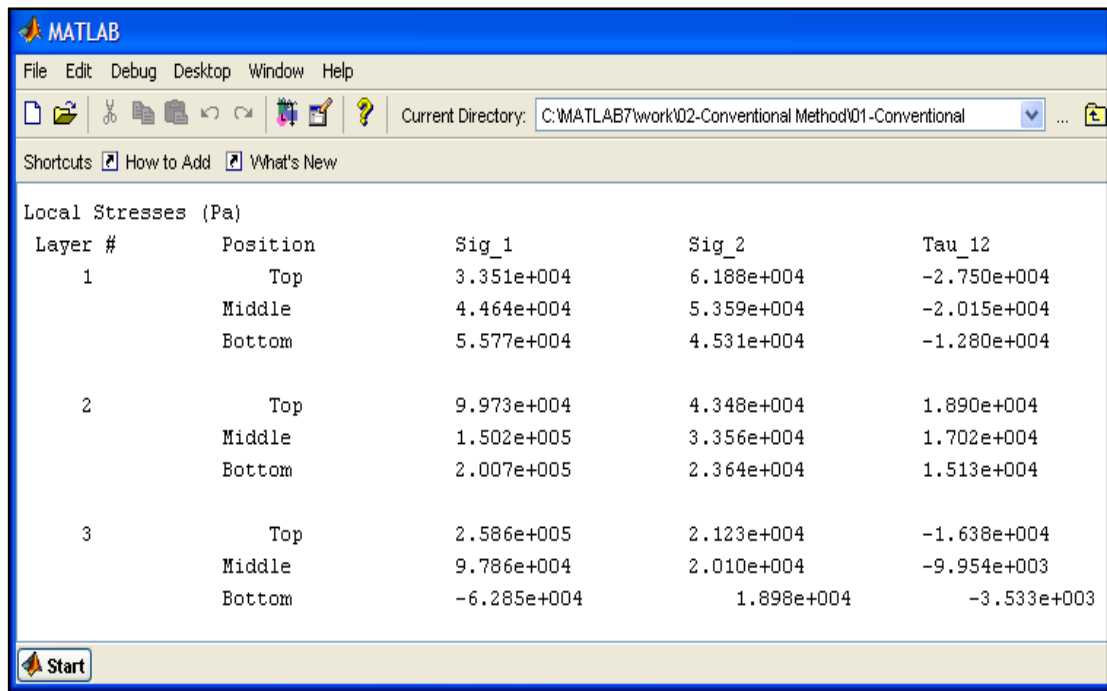 MATLAB
File Edit Debug Desktop Window Help
Current Directory: C:\MATLAB7\work\02-Conventional Method\01-Conventional ...
Shortcuts How to Add What's New
Local Stresses (Pa)
Layer # Position Sig_1 Sig_2 Tau_12
1 Top 3.351e+004 6.188e+004 -2.750e+004
Middle 4.464e+004 5.359e+004 -2.015e+004
Bottom 5.577e+004 4.531e+004 -1.280e+004
2 Top 9.973e+004 4.348e+004 1.890e+004
Middle 1.502e+005 3.356e+004 1.702e+004
Bottom 2.007e+005 2.364e+004 1.513e+004
3 Top 2.586e+005 2.123e+004 -1.638e+004
Middle 9.786e+004 2.010e+004 -9.954e+003
Bottom -6.285e+004 1.898e+004 -3.533e+003
Start